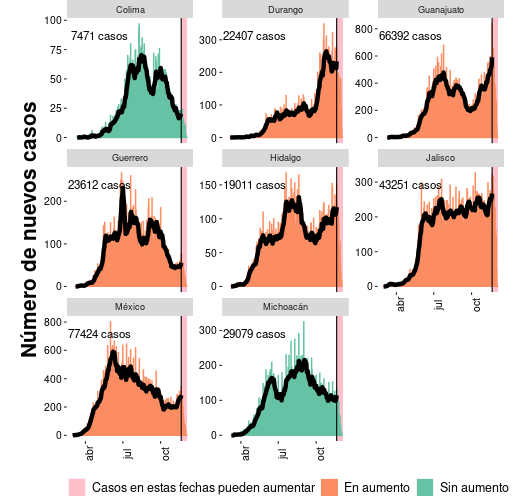 Colima
Durango
Guanajuato
7471 casos
22407 casos
66392 casos
100
75
50
25
0
300
200
100
0
800
600
400
200
0
Guerrero
Hidalgo
Jalisco
23612 casos
19011 casos
43251 casos
200
100
0
150
100
50
0
300
200
100
0
abr
jul
oct
México
Michoacán
77424 casos
29079 casos
800
600
400
200
0
300
200
100
0
abr
jul
oct
abr
jul
oct
Número de nuevos casos
Casos en estas fechas pueden aumentar
En aumento
Sin aumento